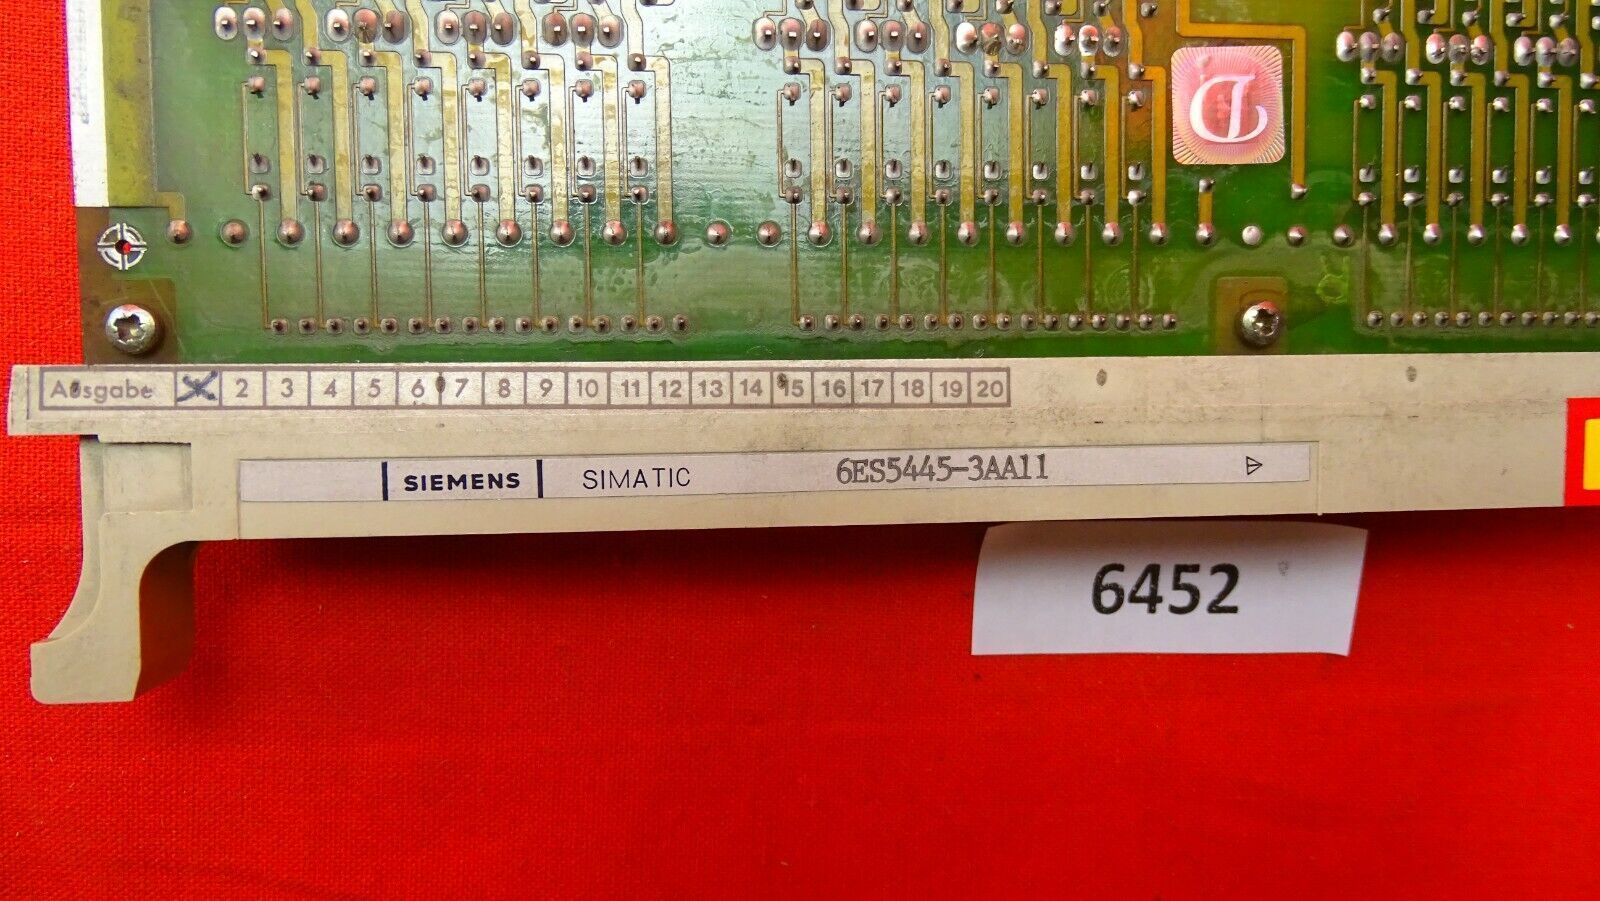 Ausgabe 2 3 4 5 6 7 8 9 10 11 12 13 14 15 16 17 18 19 20
SIEMENS SIMATIC 6ES5445-3AA11
6452